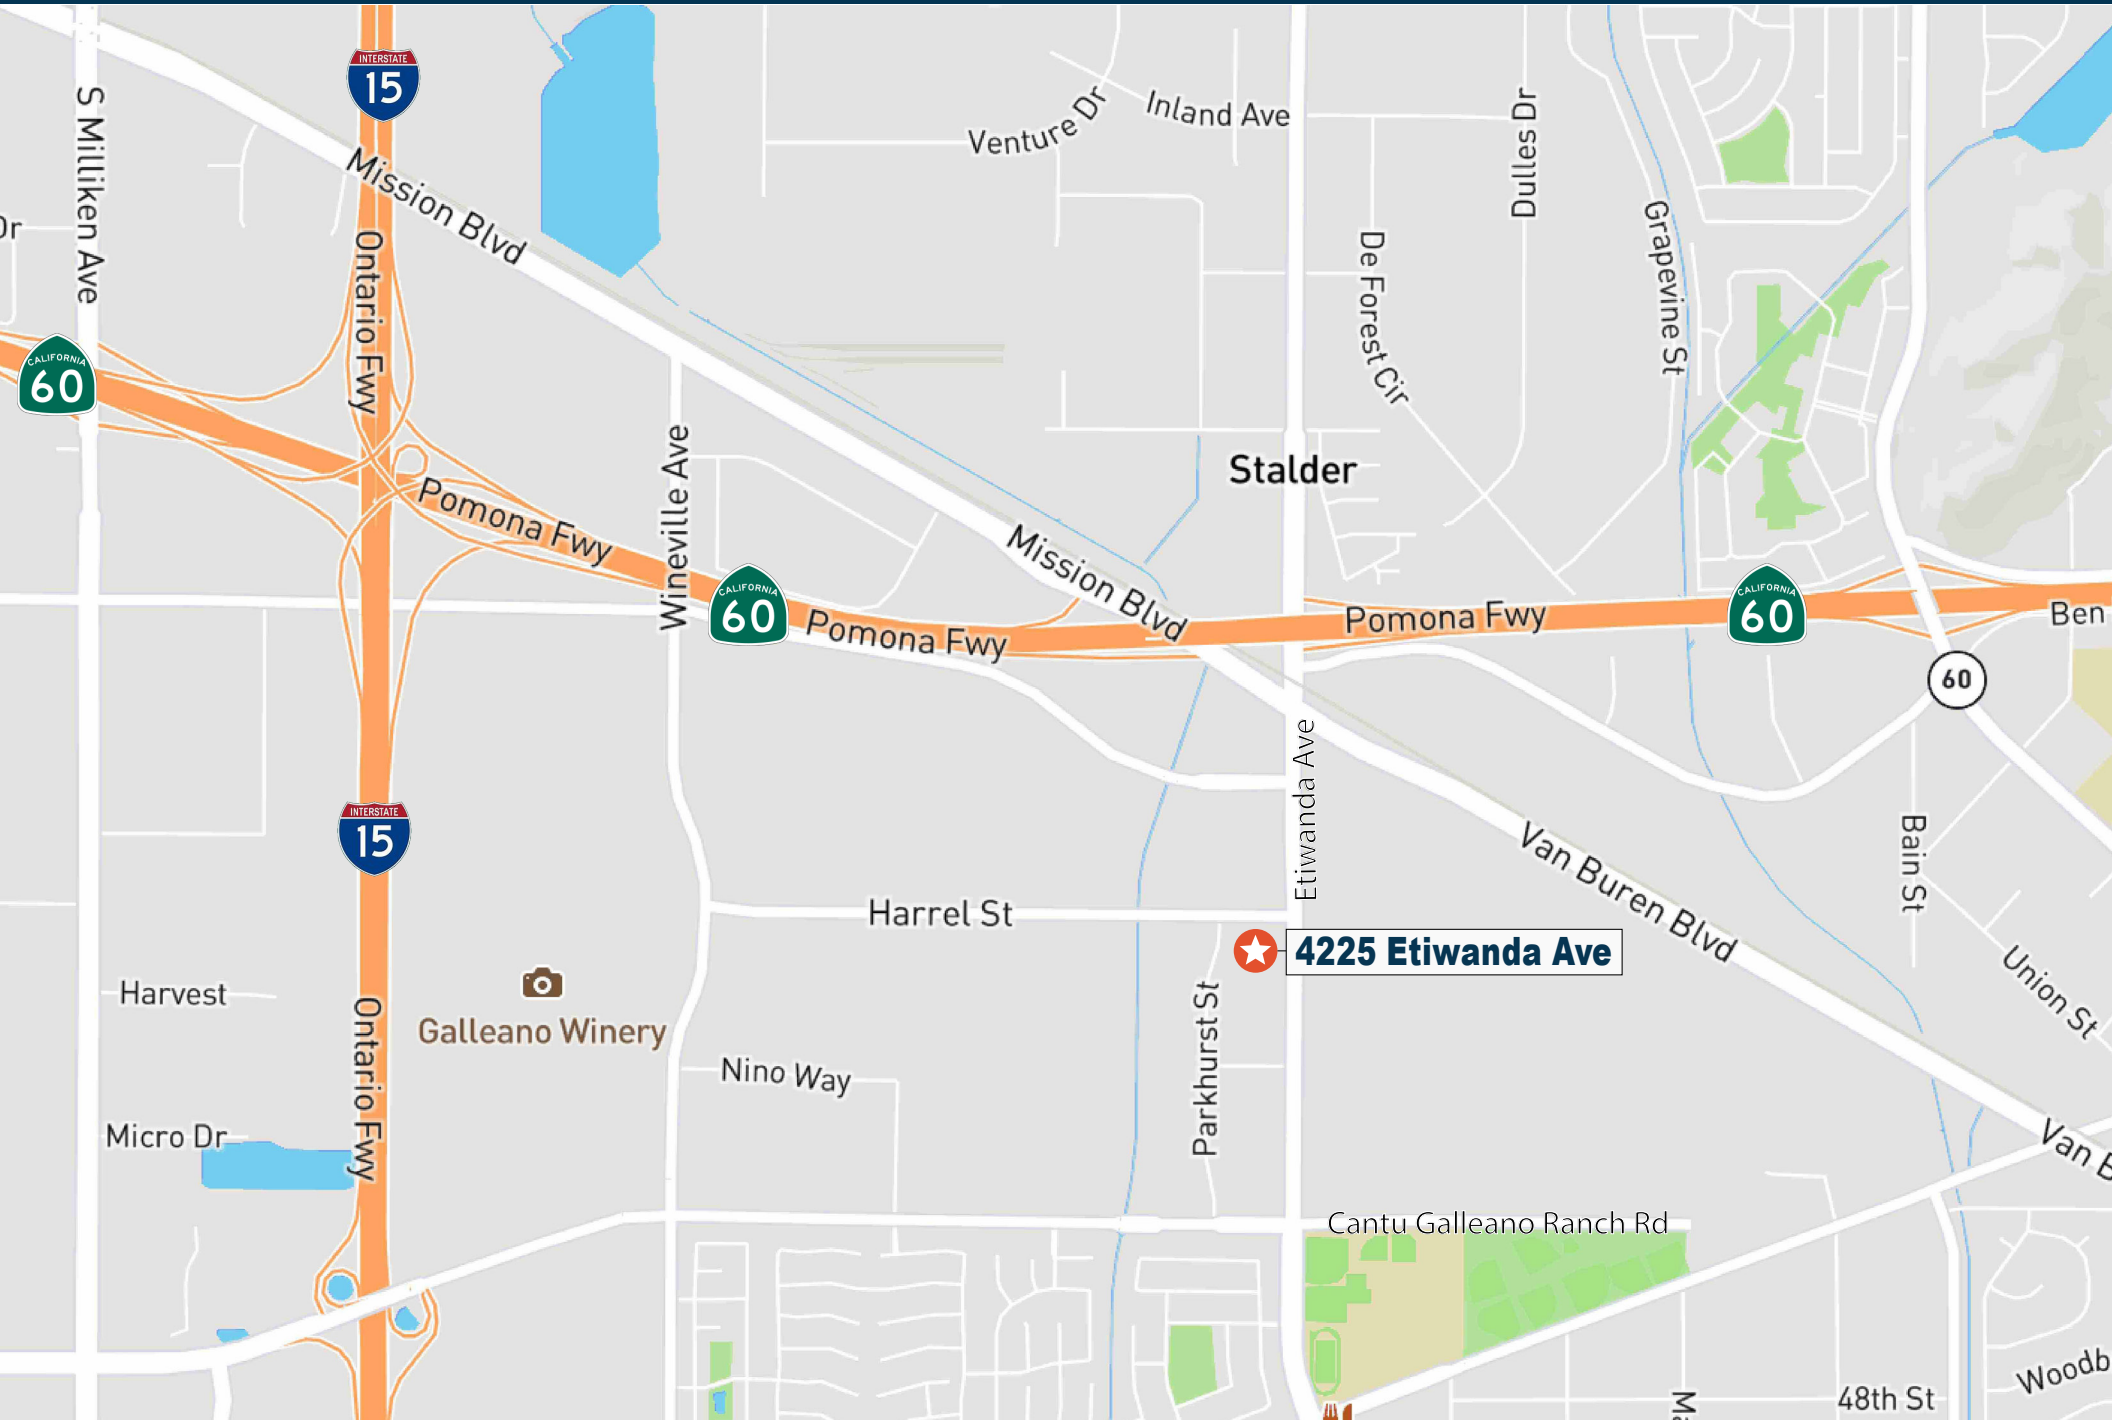 INTERSTATE
15
S Milliken Ave
Mission Blvd
Venture Dr
Inland Ave
Dulles Dr
Dr
Ontario Fwy
Grapevine St
De Forest Cir
CALIFORNIA
60
Wineville Ave
Stalder
Pomona Fwy
Mission Blvd
CALIFORNIA
60
Pomona Fwy
Pomona Fwy
CALIFORNIA
60
Ben
60
Etiwanda Ave
INTERSTATE
15
Van Buren Blvd
Bain St
Harrel St
4225 Etiwanda Ave
Union St
Harvest
Galleano Winery
Ontario Fwy
Parkhurst St
Nino Way
Micro Dr
Van B
Cantu Galleano Ranch Rd
Woodb
48th St
Ma